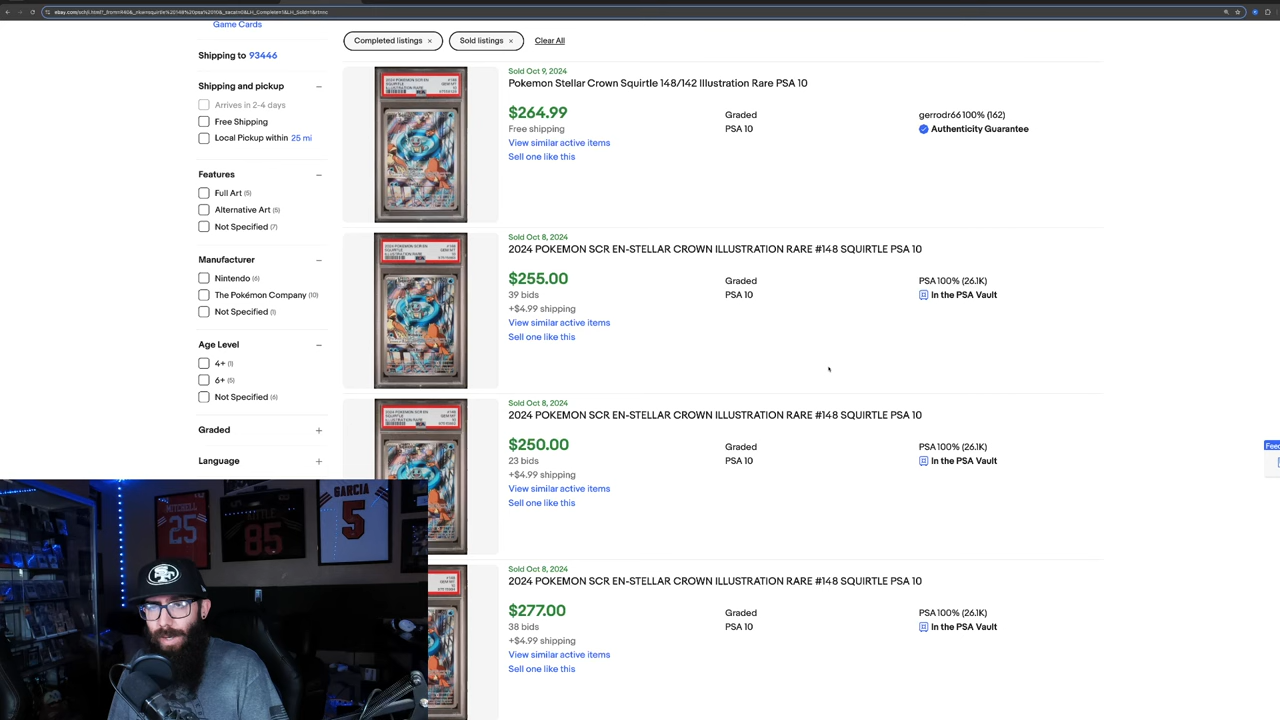 Game Cards
Completed listings ×
Sold listings ×
Clear All
Shipping to 93446
Shipping and pickup
Arrives in 2-4 days
Free Shipping
Local Pickup within 25 mi
Features
Full Art (5)
Alternative Art (5)
Not Specified (7)
Manufacturer
Nintendo (6)
The Pokémon Company (10)
Not Specified (1)
Age Level
4+ (1)
6+ (5)
Not Specified (6)
Graded
Language
Sold Oct 9, 2024
Pokemon Stellar Crown Squirtle 148/142 Illustration Rare PSA 10
$264.99
Graded
gerrodr66 100% (162)
Free shipping
PSA 10
Authenticity Guarantee
View similar active items
Sell one like this
Sold Oct 8, 2024
2024 POKEMON SCR EN-STELLAR CROWN ILLUSTRATION RARE #148 SQUIRTLE PSA 10
$255.00
Graded
PSA 100% (26.1K)
39 bids
PSA 10
In the PSA Vault
+$4.99 shipping
View similar active items
Sell one like this
Sold Oct 8, 2024
2024 POKEMON SCR EN-STELLAR CROWN ILLUSTRATION RARE #148 SQUIRTLE PSA 10
$250.00
Graded
PSA 100% (26.1K)
23 bids
PSA 10
In the PSA Vault
+$4.99 shipping
View similar active items
Sell one like this
Sold Oct 8, 2024
2024 POKEMON SCR EN-STELLAR CROWN ILLUSTRATION RARE #148 SQUIRTLE PSA 10
$277.00
Graded
PSA 100% (26.1K)
38 bids
PSA 10
In the PSA Vault
+$4.99 shipping
View similar active items
Sell one like this
Feec
MITCHELL
25
KITTLE
85
GARCIA
5
SF